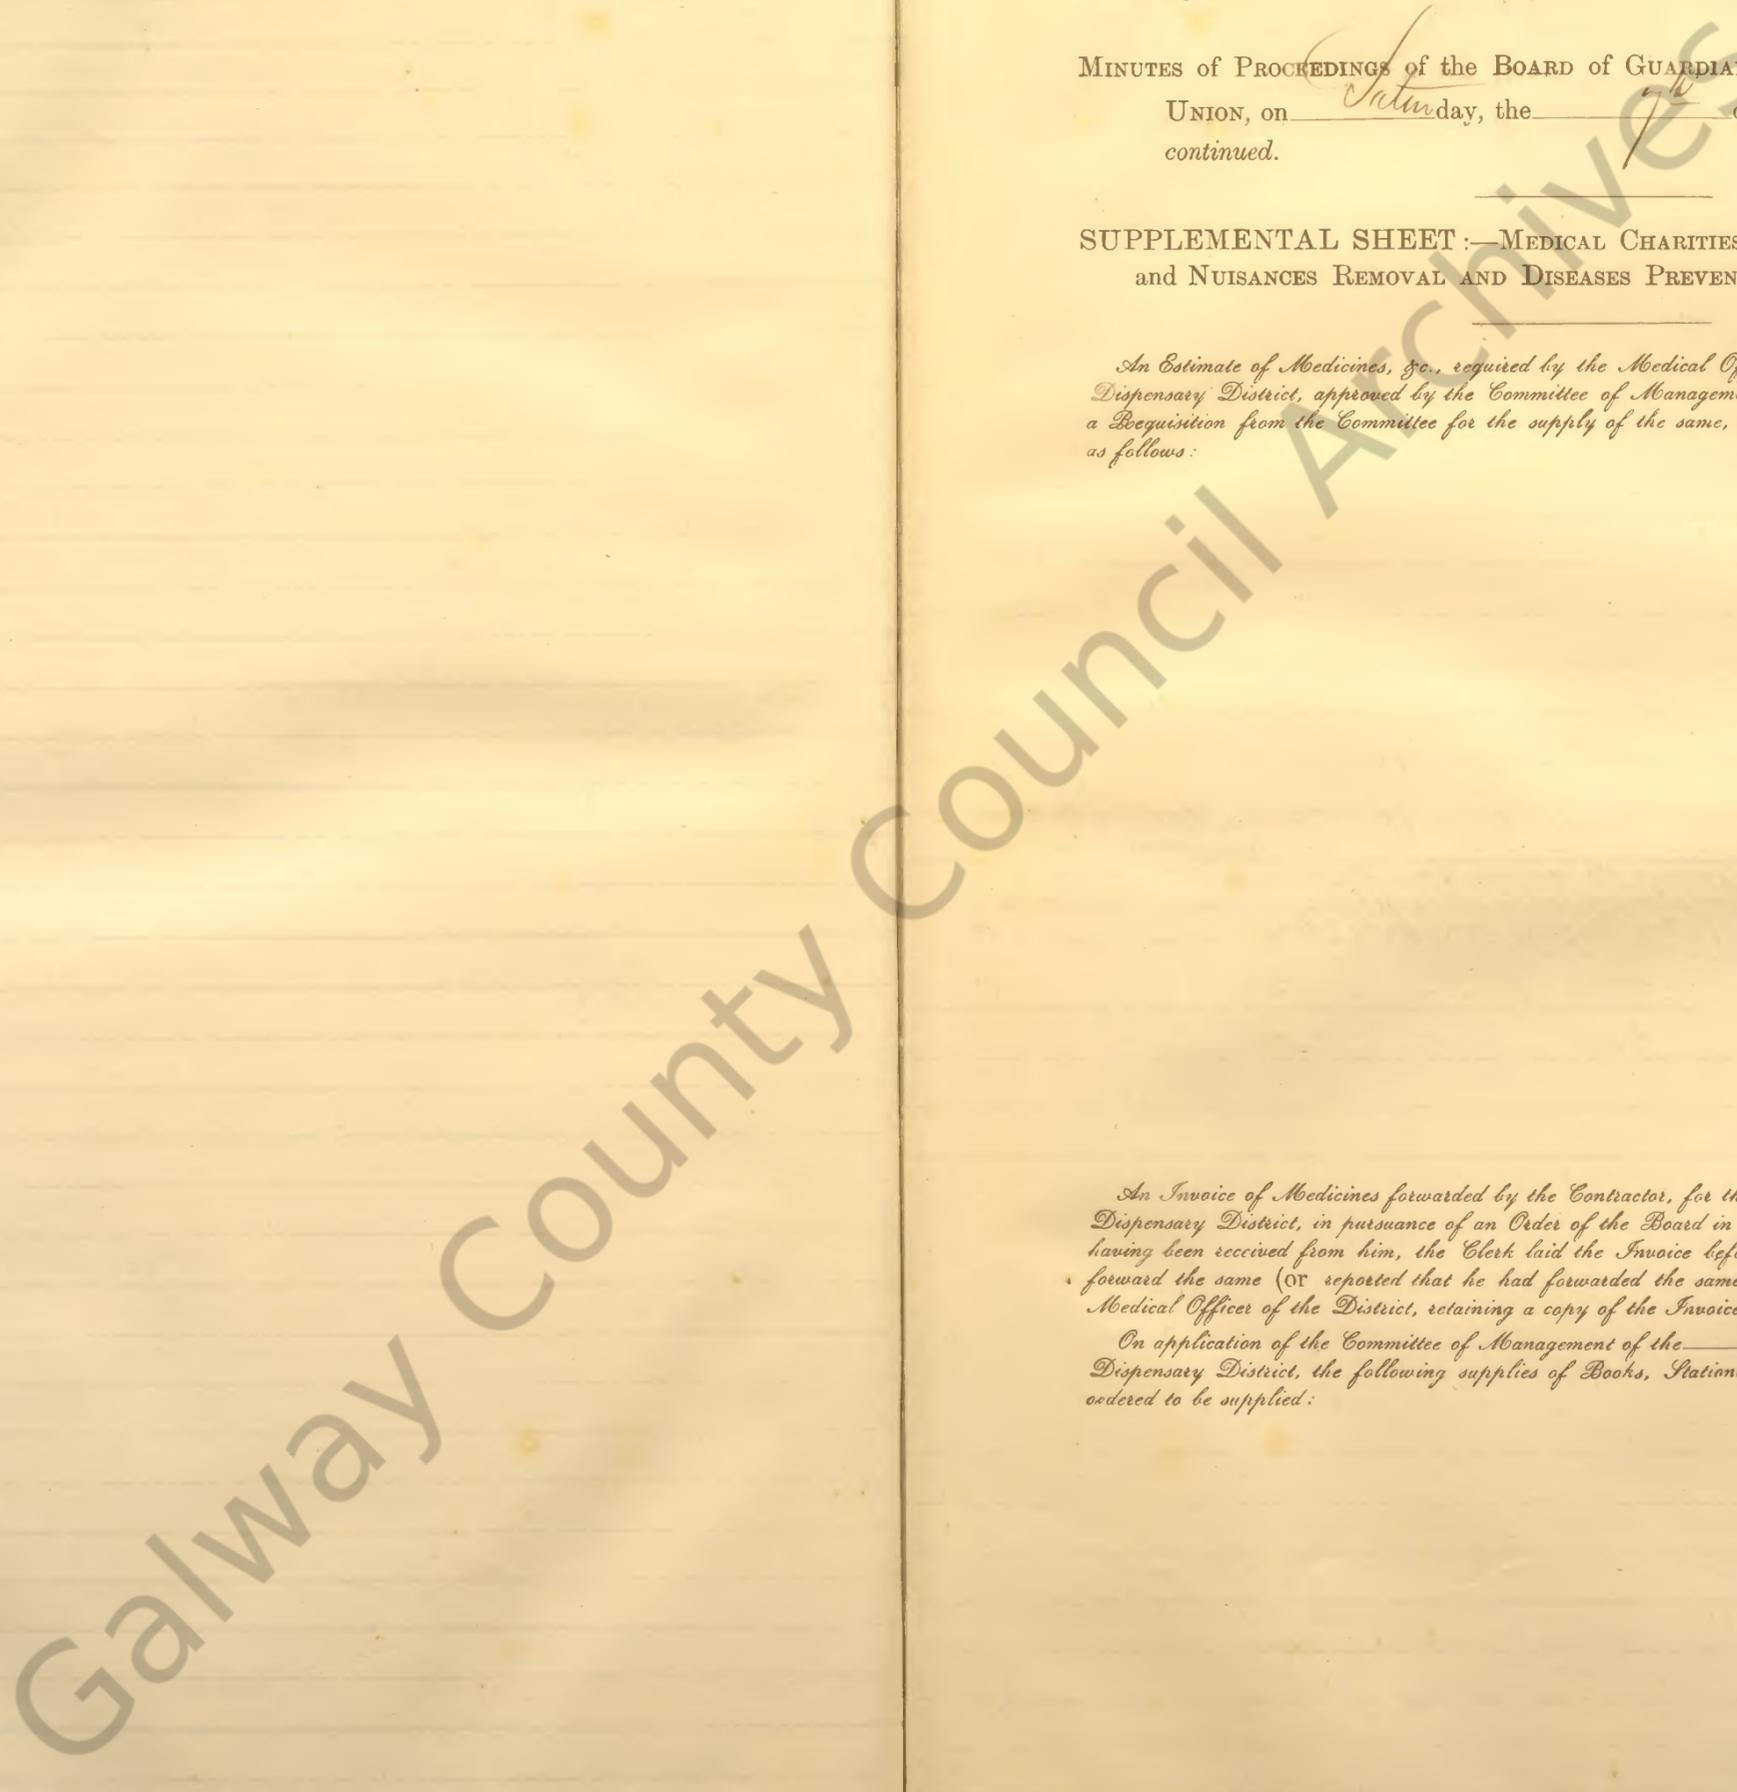 MINUTES of PROCEEDINGS of the BOARD of GUARDIA
UNION, on Saturday, the 7th
continued.
SUPPLEMENTAL SHEET:—MEDICAL CHARITIES
and NUISANCES REMOVAL AND DISEASES PREVEN
An Estimate of Medicines, &c., required by the Medical Of
Dispensary District, approved by the Committee of Managem
a Requisition from the Committee for the supply of the same,
as follows:
An Invoice of Medicines forwarded by the Contractor, for th
Dispensary District, in pursuance of an Order of the Board in
having been received from him, the Clerk laid the Invoice befo
forward the same (or reported that he had forwarded the same
Medical Officer of the District, retaining a copy of the Invoice
On application of the Committee of Management of the
Dispensary District, the following supplies of Books, Station
ordered to be supplied:
Galway County Council Archives